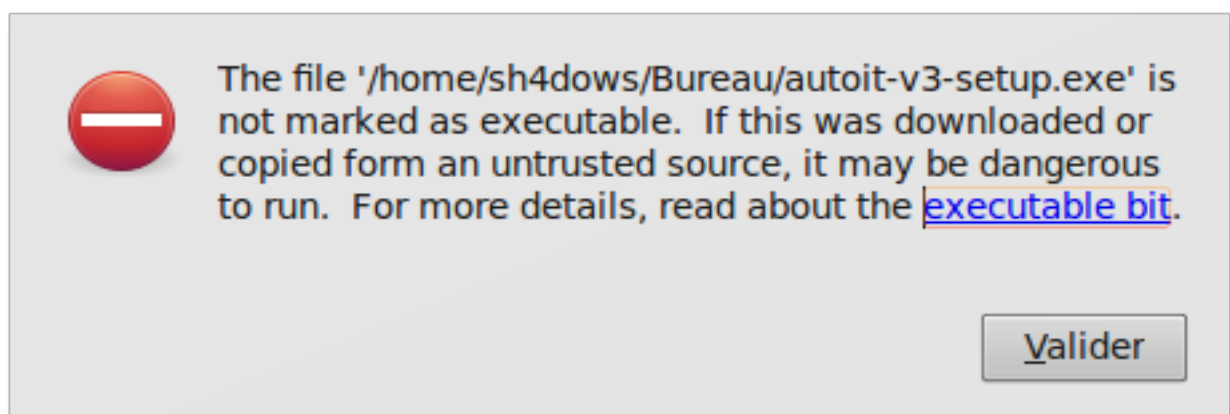 The file '/home/sh4dows/Bureau/autoit-v3-setup.exe' is
not marked as executable.  If this was downloaded or
copied form an untrusted source, it may be dangerous
to run.  For more details, read about the executable bit.
Valider